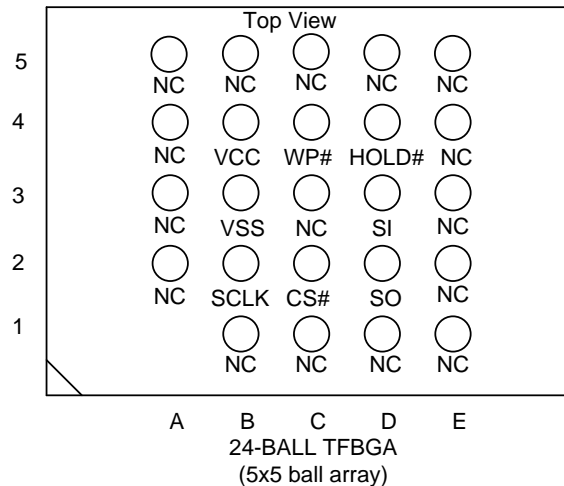 Top View
5
NC NC NC NC NC
4
NC VCC WP# HOLD# NC
3
NC VSS NC SI NC
2
NC SCLK CS# SO NC
1
NC NC NC NC
A B C D E
24-BALL TFBGA
(5x5 ball array)